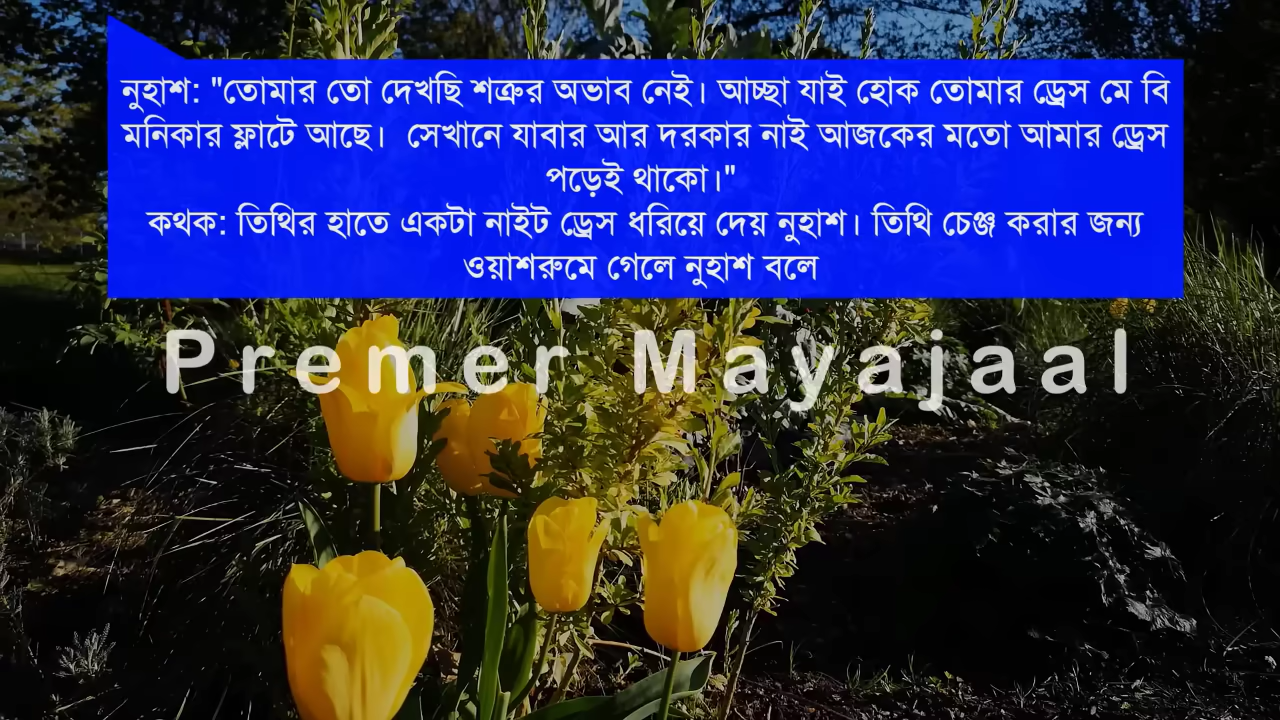 নুহাশ: "তোমার তো দেখছি শত্রুর অভাব নেই। আচ্ছা যাই হোক তোমার ড্রেস মে বি
মনিকার ফ্লাটে আছে।  সেখানে যাবার আর দরকার নাই আজকের মতো আমার ড্রেস
পড়েই থাকো।"
কথক: তিথির হাতে একটা নাইট ড্রেস ধরিয়ে দেয় নুহাশ। তিথি চেঞ্জ করার জন্য
ওয়াশরুমে গেলে নুহাশ বলে
Premer Mayajaal